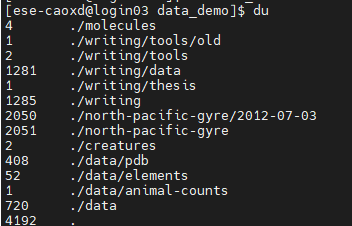 [ese-caoxd@login03 data_demo]$ du
4 ./molecules
1 ./writing/tools/old
2 ./writing/tools
1281 ./writing/data
1 ./writing/thesis
1285 ./writing
2050 ./north-pacific-gyre/2012-07-03
2051 ./north-pacific-gyre
2 ./creatures
408 ./data/pdb
52 ./data/elements
1 ./data/animal-counts
720 ./data
4192 .